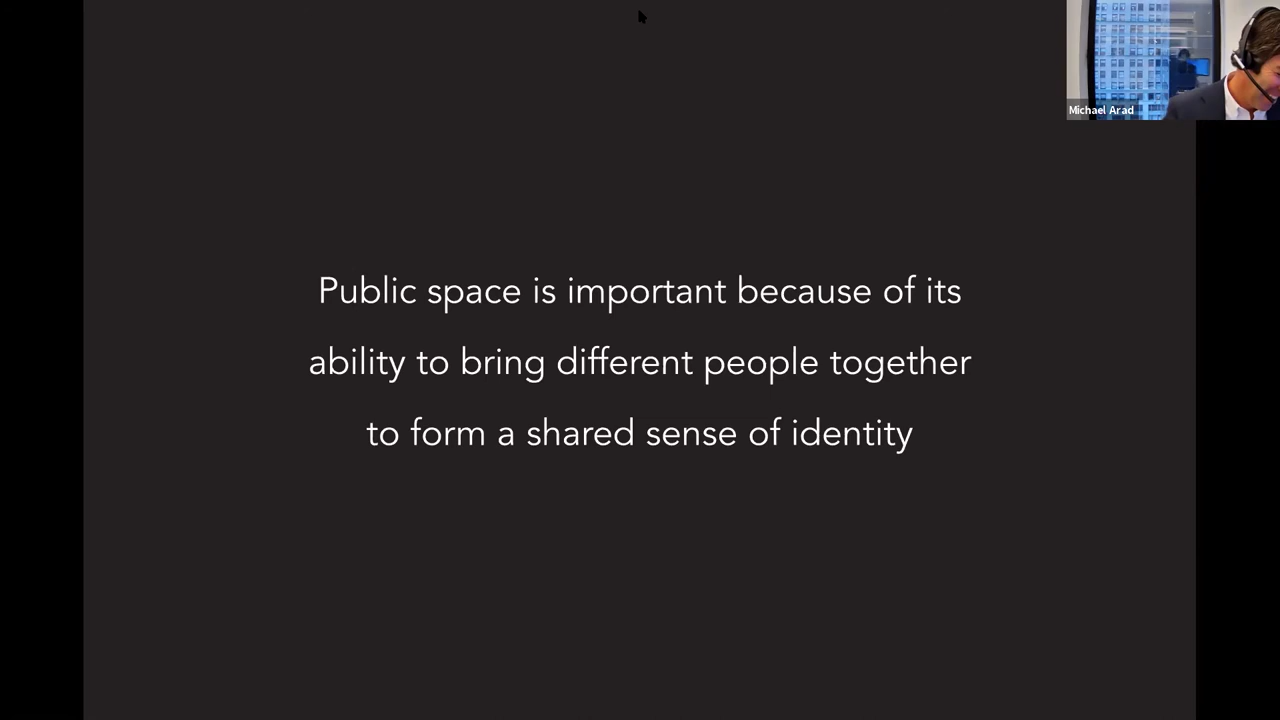 Michael Arad
Public space is important because of its
ability to bring different people together
to form a shared sense of identity